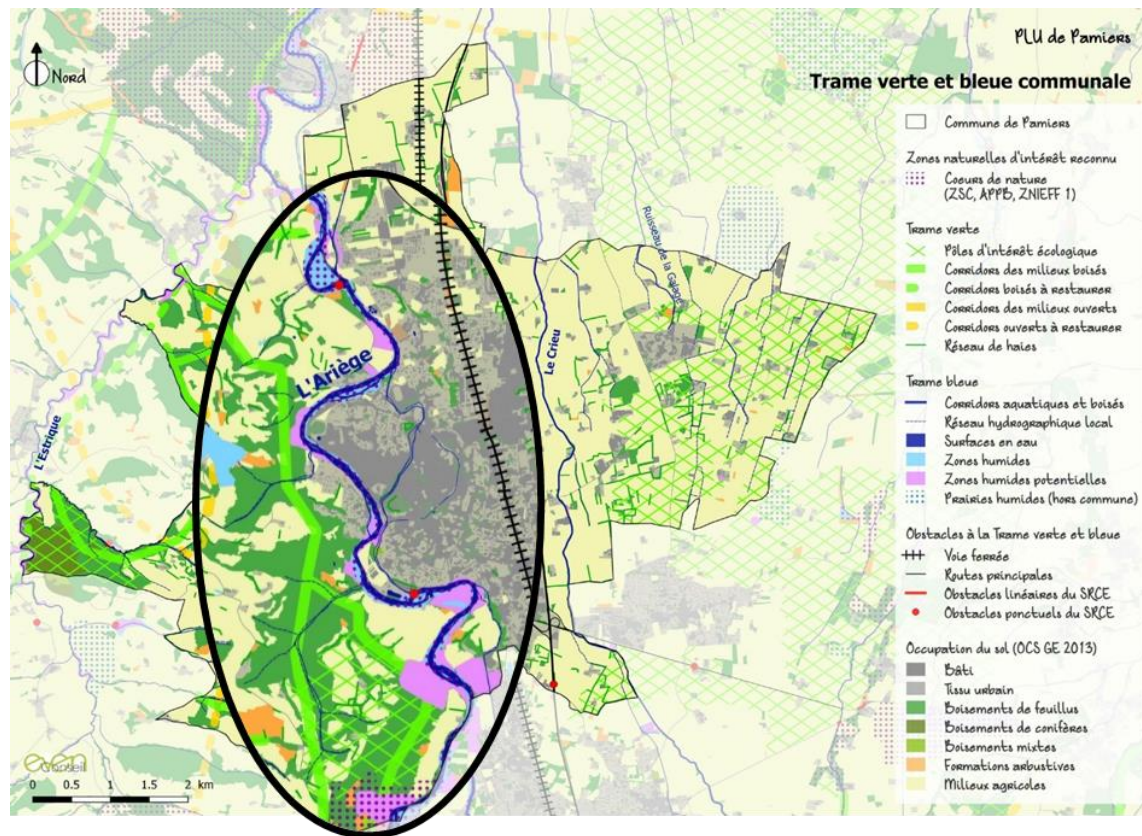 PLU de Pamiers
Trame verte et bleue communale
Nord
Commune de Pamiers
Zones naturelles d'intérêt reconnu
Coeurs de nature
(ZSC, APPB, ZNIEFF 1)
Trame verte
Pôles d'intérêt écologique
Corridors des milieux boisés
Corridors boisés à restaurer
Corridors des milieux ouverts
Corridors ouverts à restaurer
Réseau de haies
Trame bleue
Corridors aquatiques et boisés
Réseau hydrographique local
Surfaces en eau
Zones humides
Zones humides potentielles
Prairies humides (hors commune)
Obstacles à la Trame verte et bleue
Voie ferrée
Routes principales
Obstacles linéaires du SRCE
Obstacles ponctuels du SRCE
Occupation du sol (OCS GE 2013)
Bâti
Tissu urbain
Boisements de feuillus
Boisements de conifères
Boisements mixtes
Formations arbustives
Milieux agricoles
Ruisseau de la Galage
Le Crieu
L'Ariège
L'Estrique
even
Conseil
0 0.5 1 1.5 2 km